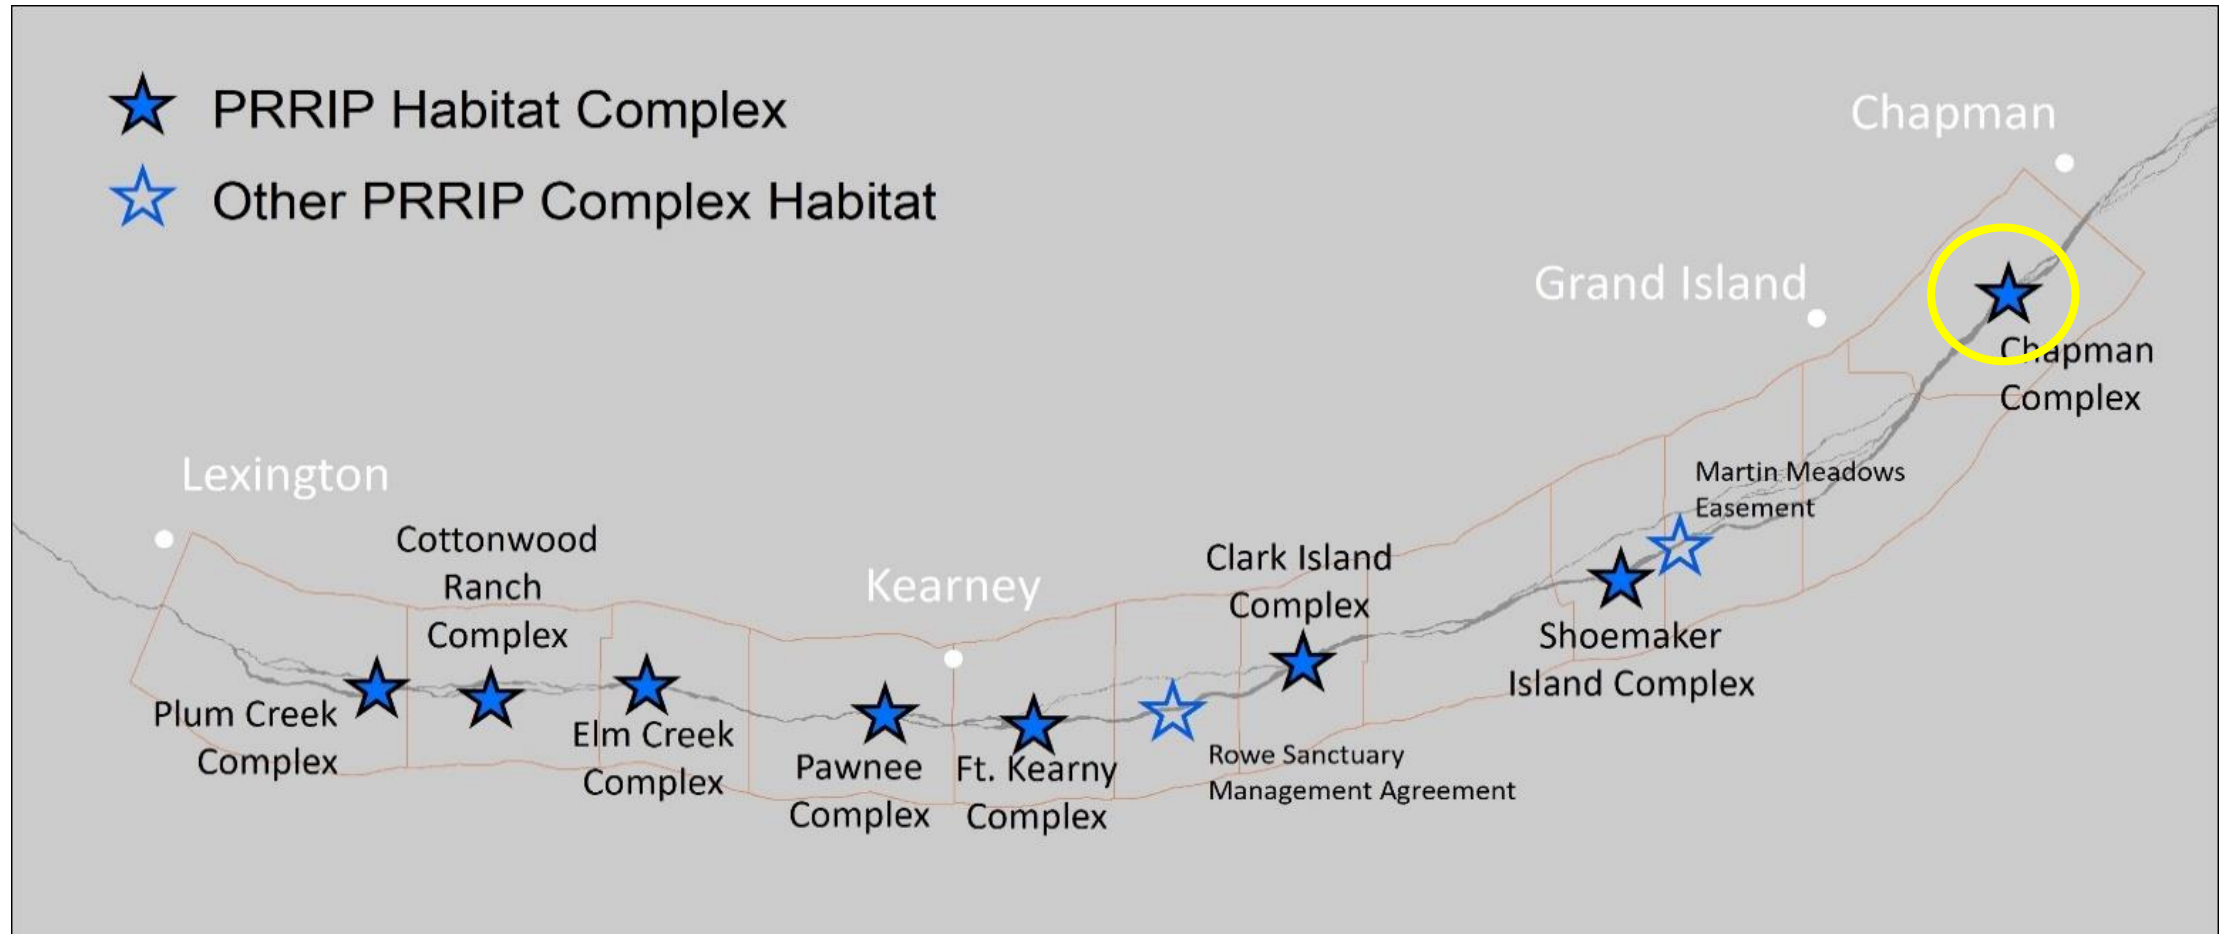 PRRIP Habitat Complex
Other PRRIP Complex Habitat
Chapman
Grand Island
Chapman
Complex
Lexington
Martin Meadows
Easement
Cottonwood
Ranch
Complex
Kearney
Clark Island
Complex
Shoemaker
Island Complex
Plum Creek
Complex
Elm Creek
Complex
Pawnee
Complex
Ft. Kearny
Complex
Rowe Sanctuary
Management Agreement